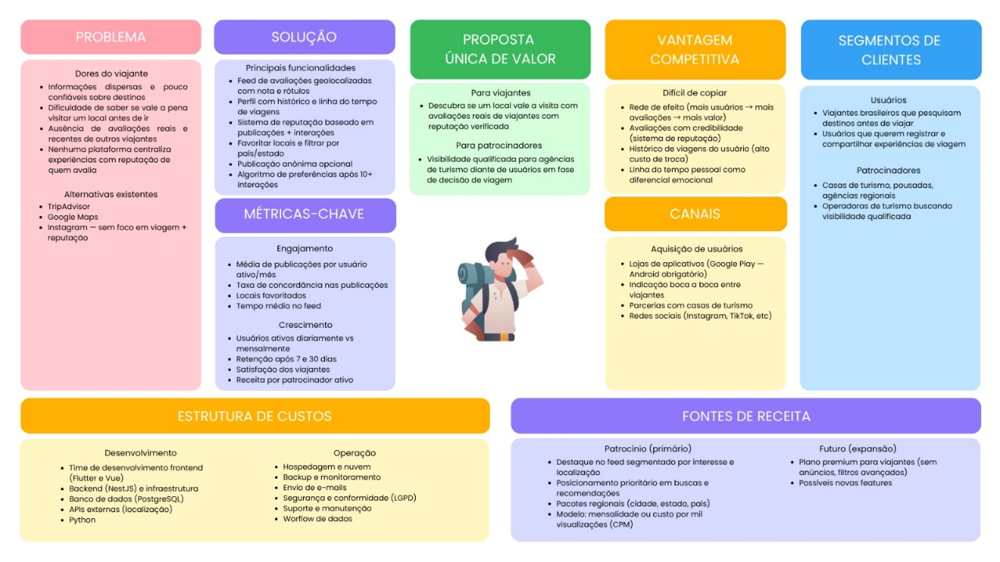 PROBLEMA
Dores do viajante
• Informações dispersas e pouco
confiáveis sobre destinos
• Dificuldade de saber se vale a pena
visitar um local antes de ir
• Ausência de avaliações reais e
recentes de outros viajantes
• Nenhuma plataforma centraliza
experiências com reputação de
quem avalia
Alternativas existentes
• TripAdvisor
• Google Maps
• Instagram — sem foco em viagem +
reputação
SOLUÇÃO
Principais funcionalidades
• Feed de avaliações geolocalizadas
com nota e rótulos
• Perfil com histórico e linha do tempo
de viagens
• Sistema de reputação baseado em
publicações + interações
• Favoritar locais e filtrar por
país/estado
• Publicação anônima opcional
• Algoritmo de preferências após 10+
interações
MÉTRICAS-CHAVE
Engajamento
• Média de publicações por usuário
ativo/mês
• Taxa de concordância nas publicações
• Locais favoritados
• Tempo médio no feed
Crescimento
• Usuários ativos diariamente vs
mensalmente
• Retenção após 7 e 30 dias
• Satisfação dos viajantes
• Receita por patrocinador ativo
PROPOSTA
ÚNICA DE VALOR
Para viajantes
• Descubra se um local vale a visita com
avaliações reais de viajantes com
reputação verificada
Para patrocinadores
• Visibilidade qualificada para agências
de turismo diante de usuários em fase
de decisão de viagem
VANTAGEM
COMPETITIVA
Difícil de copiar
• Rede de efeito (mais usuários → mais
avaliações → mais valor)
• Avaliações com credibilidade
(sistema de reputação)
• Histórico de viagens do usuário (alto
custo de troca)
• Linha do tempo pessoal como
diferencial emocional
CANAIS
Aquisição de usuários
• Lojas de aplicativos (Google Play —
Android obrigatório)
• Indicação boca a boca entre
viajantes
• Parcerias com casas de turismo
• Redes sociais (Instagram, TikTok, etc)
SEGMENTOS DE
CLIENTES
Usuários
• Viajantes brasileiros que pesquisam
destinos antes de viajar
• Usuários que querem registrar e
compartilhar experiências de viagem
Patrocinadores
• Casas de turismo, pousadas,
agências regionais
• Operadoras de turismo buscando
visibilidade qualificada
ESTRUTURA DE CUSTOS
Desenvolvimento
• Time de desenvolvimento frontend
(Flutter e Vue)
• Backend (NestJS) e infraestrutura
• Banco de dados (PostgreSQL)
• APIs externas (localização)
• Python
Operação
• Hospedagem e nuvem
• Backup e monitoramento
• Envio de e-mails
• Segurança e conformidade (LGPD)
• Suporte e manutenção
• Worflow de dados
FONTES DE RECEITA
Patrocínio (primário)
• Destaque no feed segmentado por interesse e
localização
• Posicionamento prioritário em buscas e
recomendações
• Pacotes regionais (cidade, estado, país)
• Modelo: mensalidade ou custo por mil
visualizações (CPM)
Futuro (expansão)
• Plano premium para viajantes (sem
anúncios, filtros avançados)
• Possíveis novas features